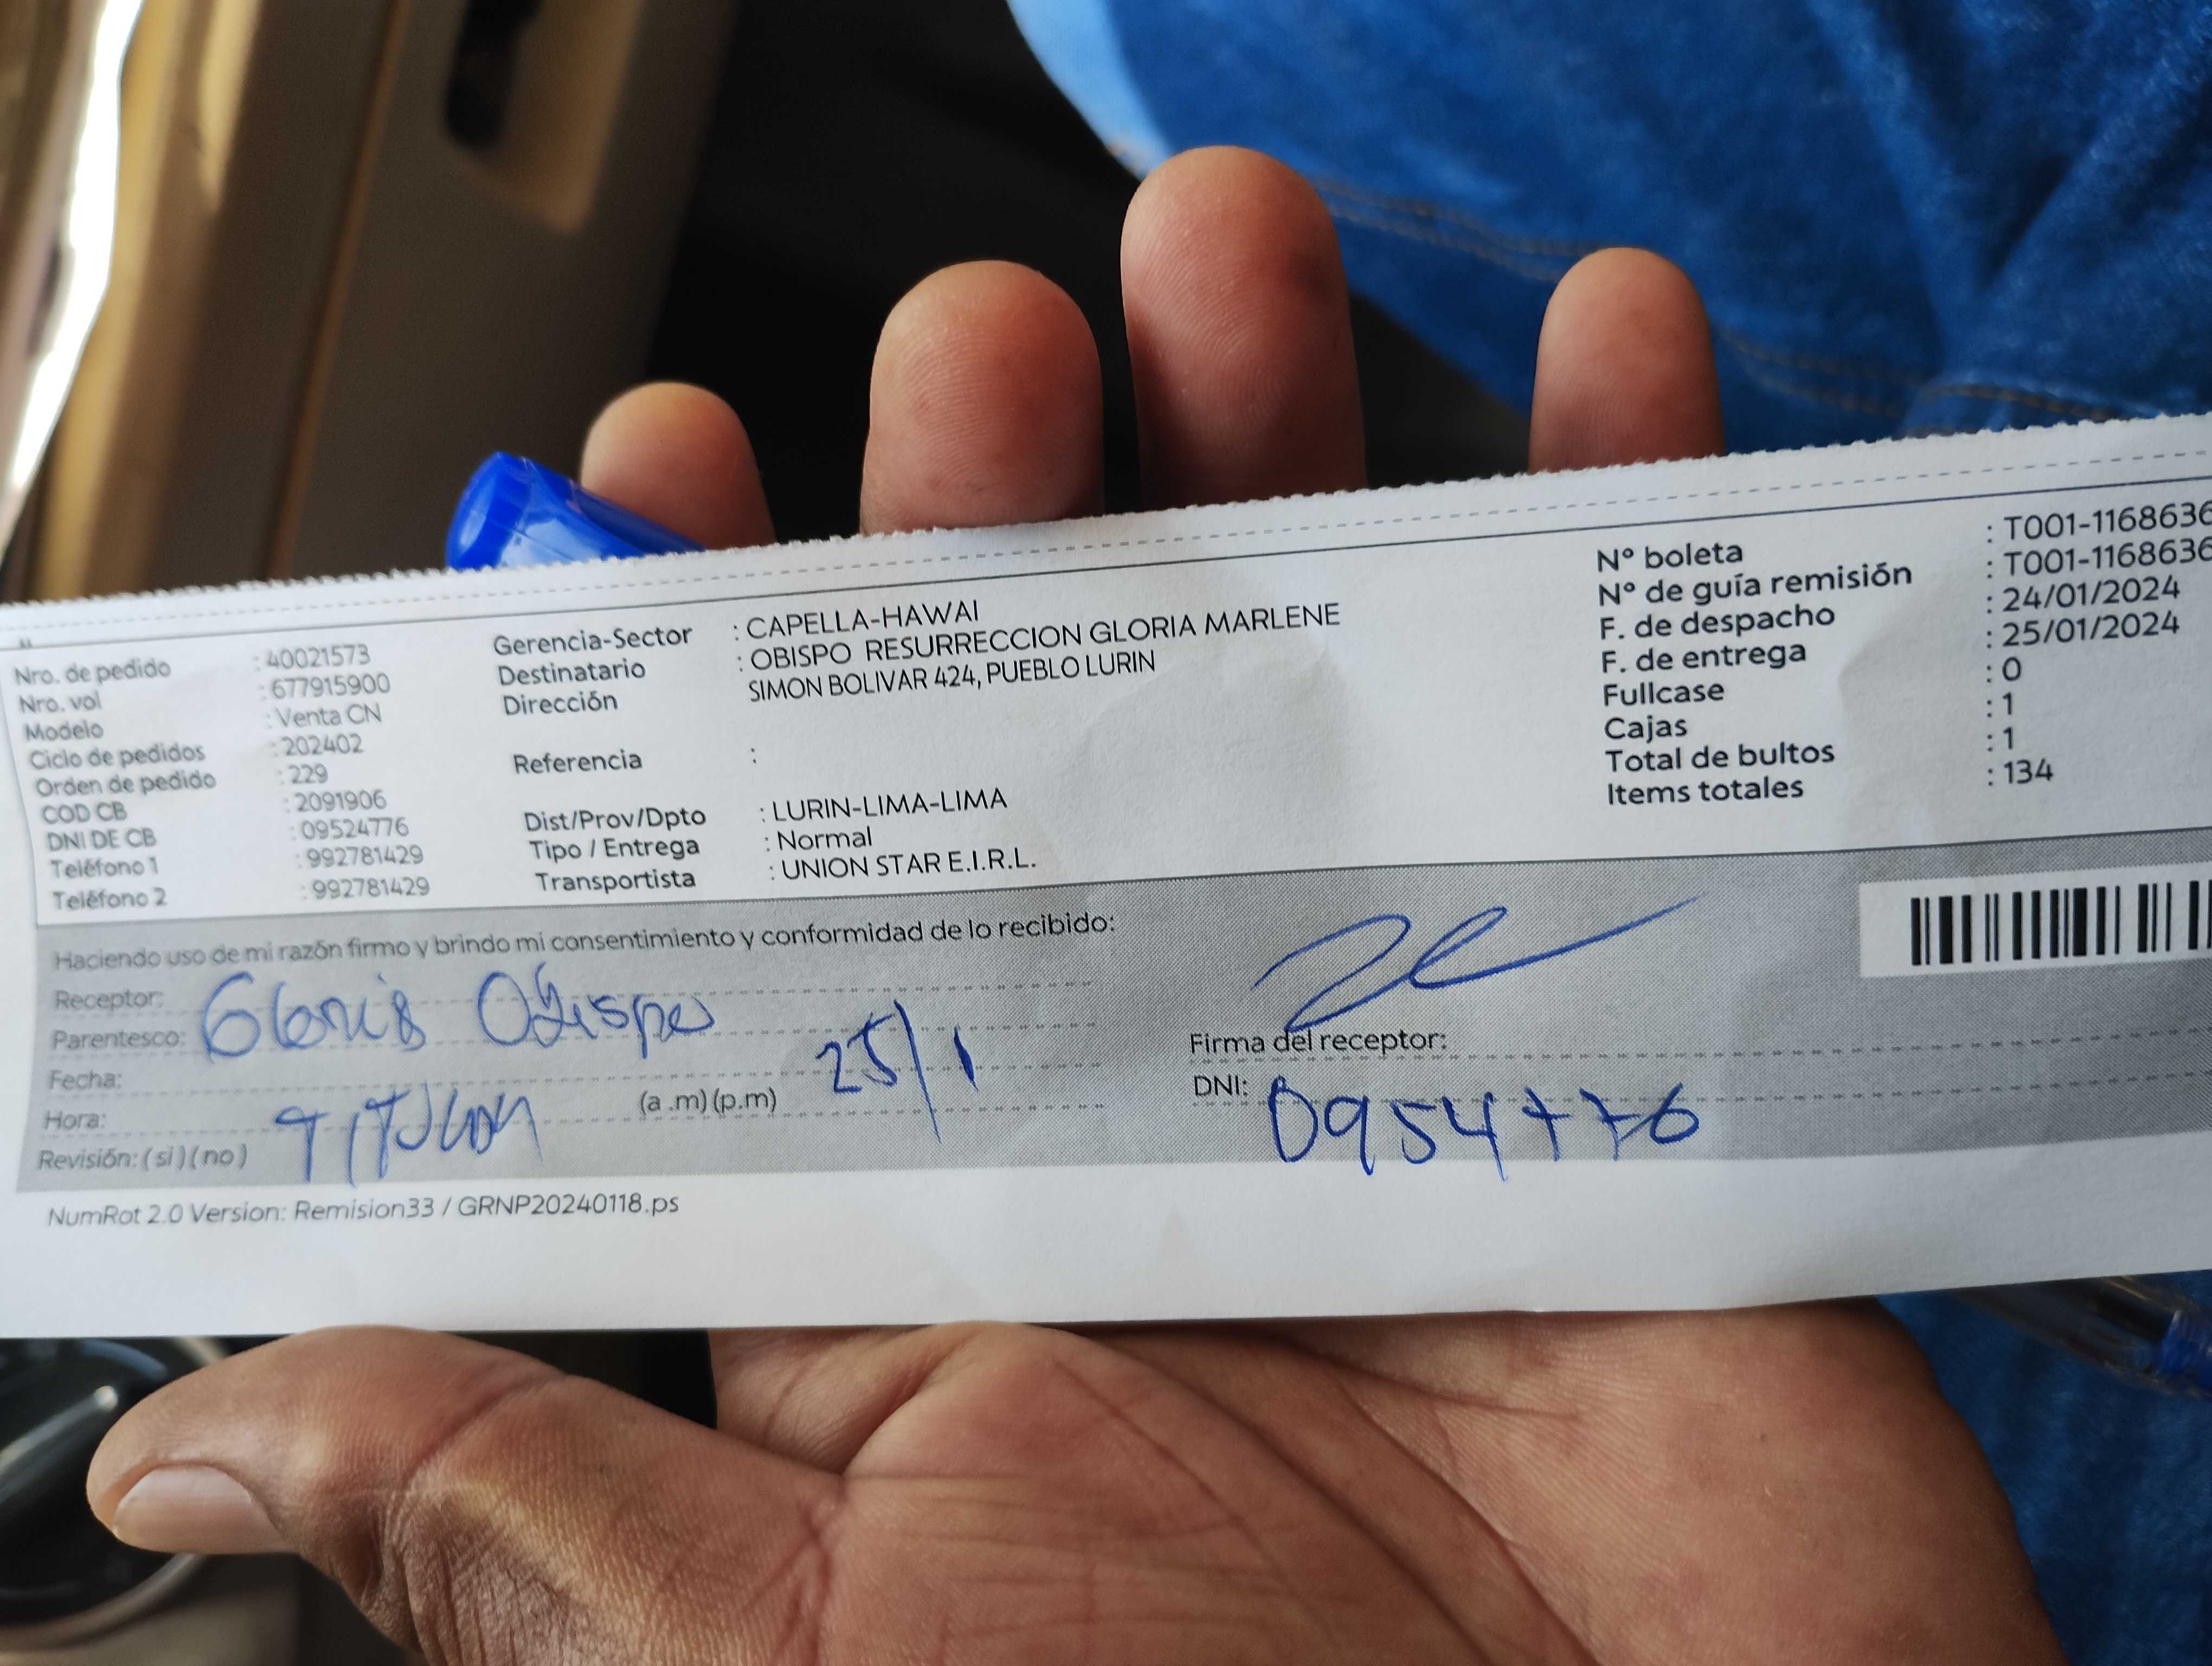 Nro. de pedido : 40021573
Nro. vol : 677915900
Modelo : Venta CN
Ciclo de pedidos : 202402
Orden de pedido : 229
COD CB : 2091906
DNI DE CB : 09524776
Teléfono 1 : 992781429
Teléfono 2 : 992781429
Gerencia-Sector : CAPELLA-HAWAI
Destinatario : OBISPO RESURRECCION GLORIA MARLENE
Dirección SIMON BOLIVAR 424, PUEBLO LURIN
Referencia :
Dist/Prov/Dpto : LURIN-LIMA-LIMA
Tipo / Entrega : Normal
Transportista : UNION STAR E.I.R.L.
N° boleta : T001-1168636
N° de guía remisión : T001-1168636
F. de despacho : 24/01/2024
F. de entrega : 25/01/2024
Fullcase : 0
Cajas : 1
Total de bultos : 1
Items totales : 134
Haciendo uso de mi razón firmo y brindo mi consentimiento y conformidad de lo recibido:
Receptor:
Parentesco: Obispo
Fecha: 25/1
Hora: (a .m) (p.m)
Revisión: ( si ) ( no )
Firma del receptor:
DNI: 0954776
NumRot 2.0 Version: Remision33 / GRNP20240118.ps